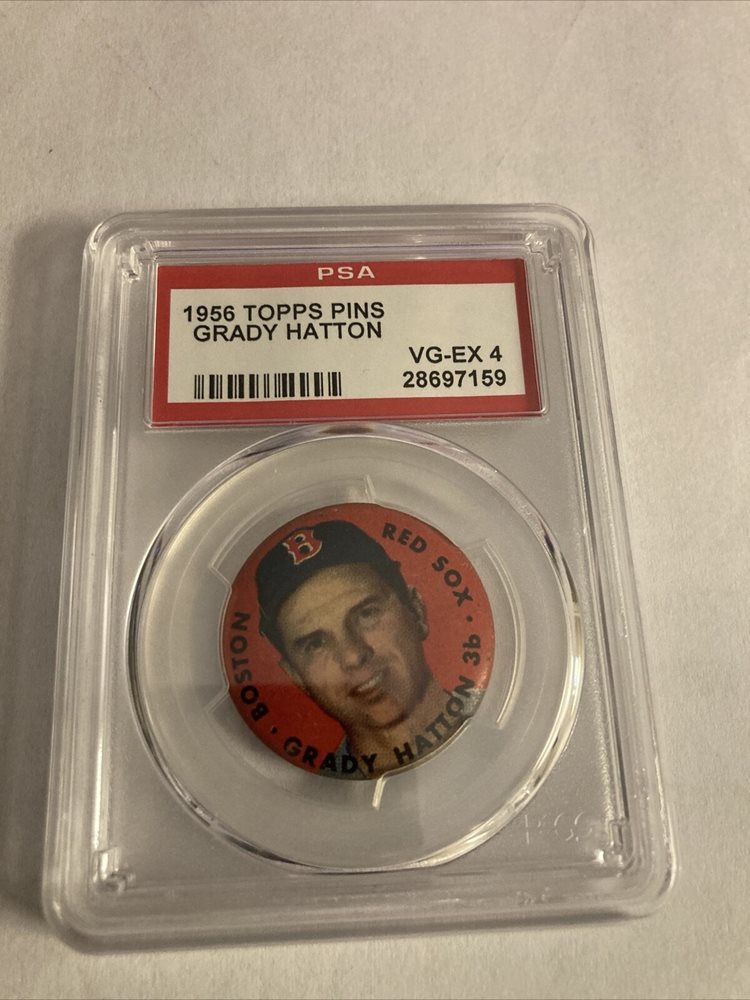 PSA
1956 TOPPS PINS
GRADY HATTON
VG-EX 4
28697159
B
BOSTON · RED SOX ·
GRADY HATTON 3b